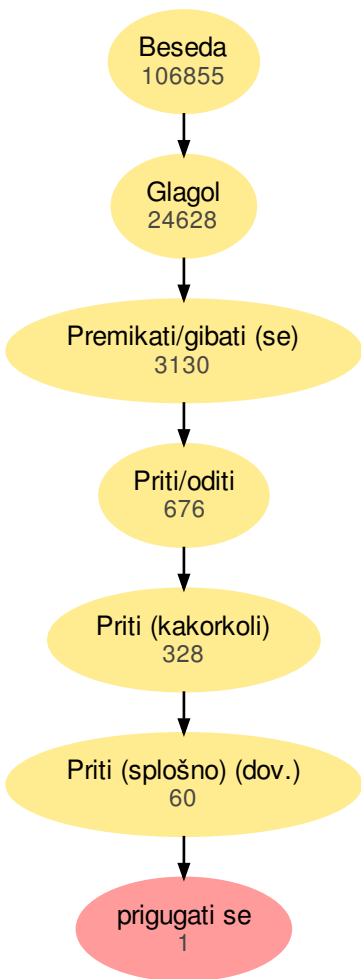 Beseda
106855
Glagol
24628
Premikati/gibati (se)
3130
Priti/oditi
676
Priti (kakorkoli)
328
Priti (splošno) (dov.)
60
prigugati se
1